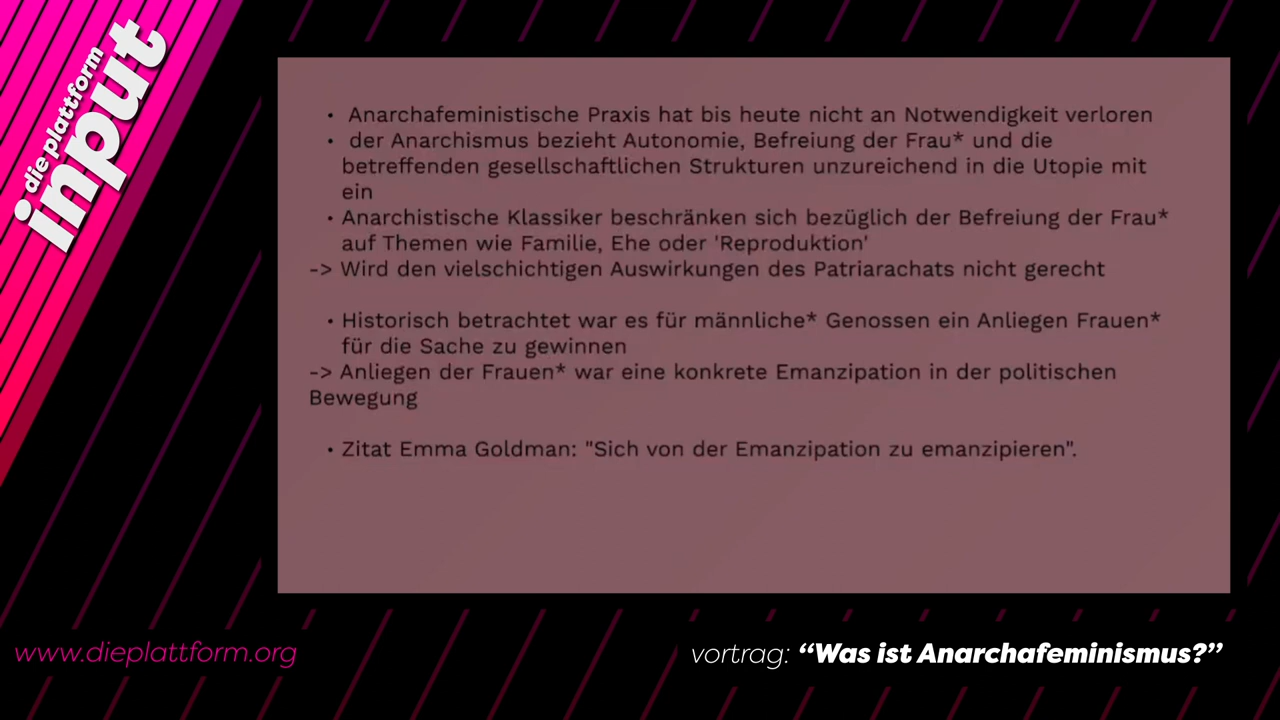 die plattform
input
• Anarchafeministische Praxis hat bis heute nicht an Notwendigkeit verloren
• der Anarchismus bezieht Autonomie, Befreiung der Frau* und die
betreffenden gesellschaftlichen Strukturen unzureichend in die Utopie mit
ein
• Anarchistische Klassiker beschränken sich bezüglich der Befreiung der Frau*
auf Themen wie Familie, Ehe oder 'Reproduktion'
-> Wird den vielschichtigen Auswirkungen des Patriarachats nicht gerecht
• Historisch betrachtet war es für männliche* Genossen ein Anliegen Frauen*
für die Sache zu gewinnen
-> Anliegen der Frauen* war eine konkrete Emanzipation in der politischen
Bewegung
• Zitat Emma Goldman: "Sich von der Emanzipation zu emanzipieren".
www.dieplattform.org
vortrag: “Was ist Anarchafeminismus?”